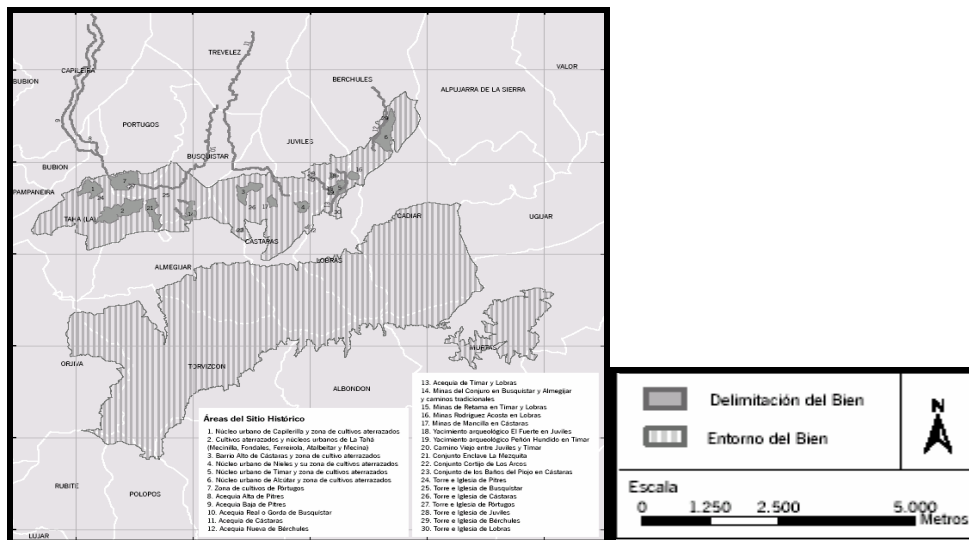 TREVELEZ
VALOR
CAPILEIRA
BUBION
BERCHULES
ALPUJARRA DE LA SIERRA
PORTUGOS
JUVILES
BUSQUISTAR
BUBION
PAMPANEIRA
TAHA (LA)
CADIAR
UGUAR
CASTARAS
LOBRAS
ALMEGIJAR
MURTAS
ORJIVA
TORVIZCON
ALBONDON
RUBITE
POLOPOS
LUJAR
Áreas del Sitio Histórico
1. Núcleo urbano de Capilerilla y zona de cultivos aterrazados
2. Cultivos aterrazados y núcleos urbanos de La Tahá
(Mecinilla, Fondales, Ferreirola, Atalbeitar y Mecina)
3. Barrio Alto de Cástaras y zona de cultivos aterrazados
4. Núcleo urbano de Nieles y su zona de cultivos aterrazados
5. Núcleo urbano de Timar y zona de cultivos aterrazados
6. Núcleo urbano de Alcútar y zona de cultivos aterrazados
7. Zona de cultivos de Pórtugos
8. Acequia Alta de Pitres
9. Acequia Baja de Pitres
10. Acequia Real o Gorda de Busquístar
11. Acequia de Cástaras
12. Acequia Nueva de Bérchules
13. Acequia de Timar y Lobras
14. Minas del Conjuro en Busquístar y Almegíjar
y caminos tradicionales
15. Minas de Retama en Timar y Lobras
16. Minas Rodríguez Acosta en Lobras
17. Minas de Mancilla en Cástaras
18. Yacimiento arqueológico El Fuerte en Juviles
19. Yacimiento arqueológico Peñón Hundido en Timar
20. Camino Viejo entre Juviles y Timar
21. Conjunto Enclave La Mezquita
22. Conjunto Cortijo de Los Arcos
23. Conjunto de los Baños del Piojo en Cástaras
24. Torre e Iglesia de Pitres
25. Torre e Iglesia de Busquístar
26. Torre e Iglesia de Cástaras
27. Torre e Iglesia de Pórtugos
28. Torre e Iglesia de Juviles
29. Torre e Iglesia de Bérchules
30. Torre e Iglesia de Lobras
Delimitación del Bien
Entorno del Bien
N
Escala
0 1.250 2.500 5.000
Metros